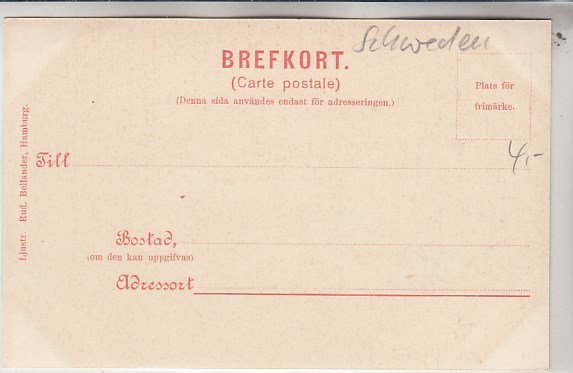 Schweden
BREFKORT.
(Carte postale)
(Denna sida användes endast för adresseringen.)
Plats för
frimärke.
4,-
Till
Bostad,
(om den kan uppgifvas)
Adressort
Ljustr. Rud. Bellander, Hamburg.